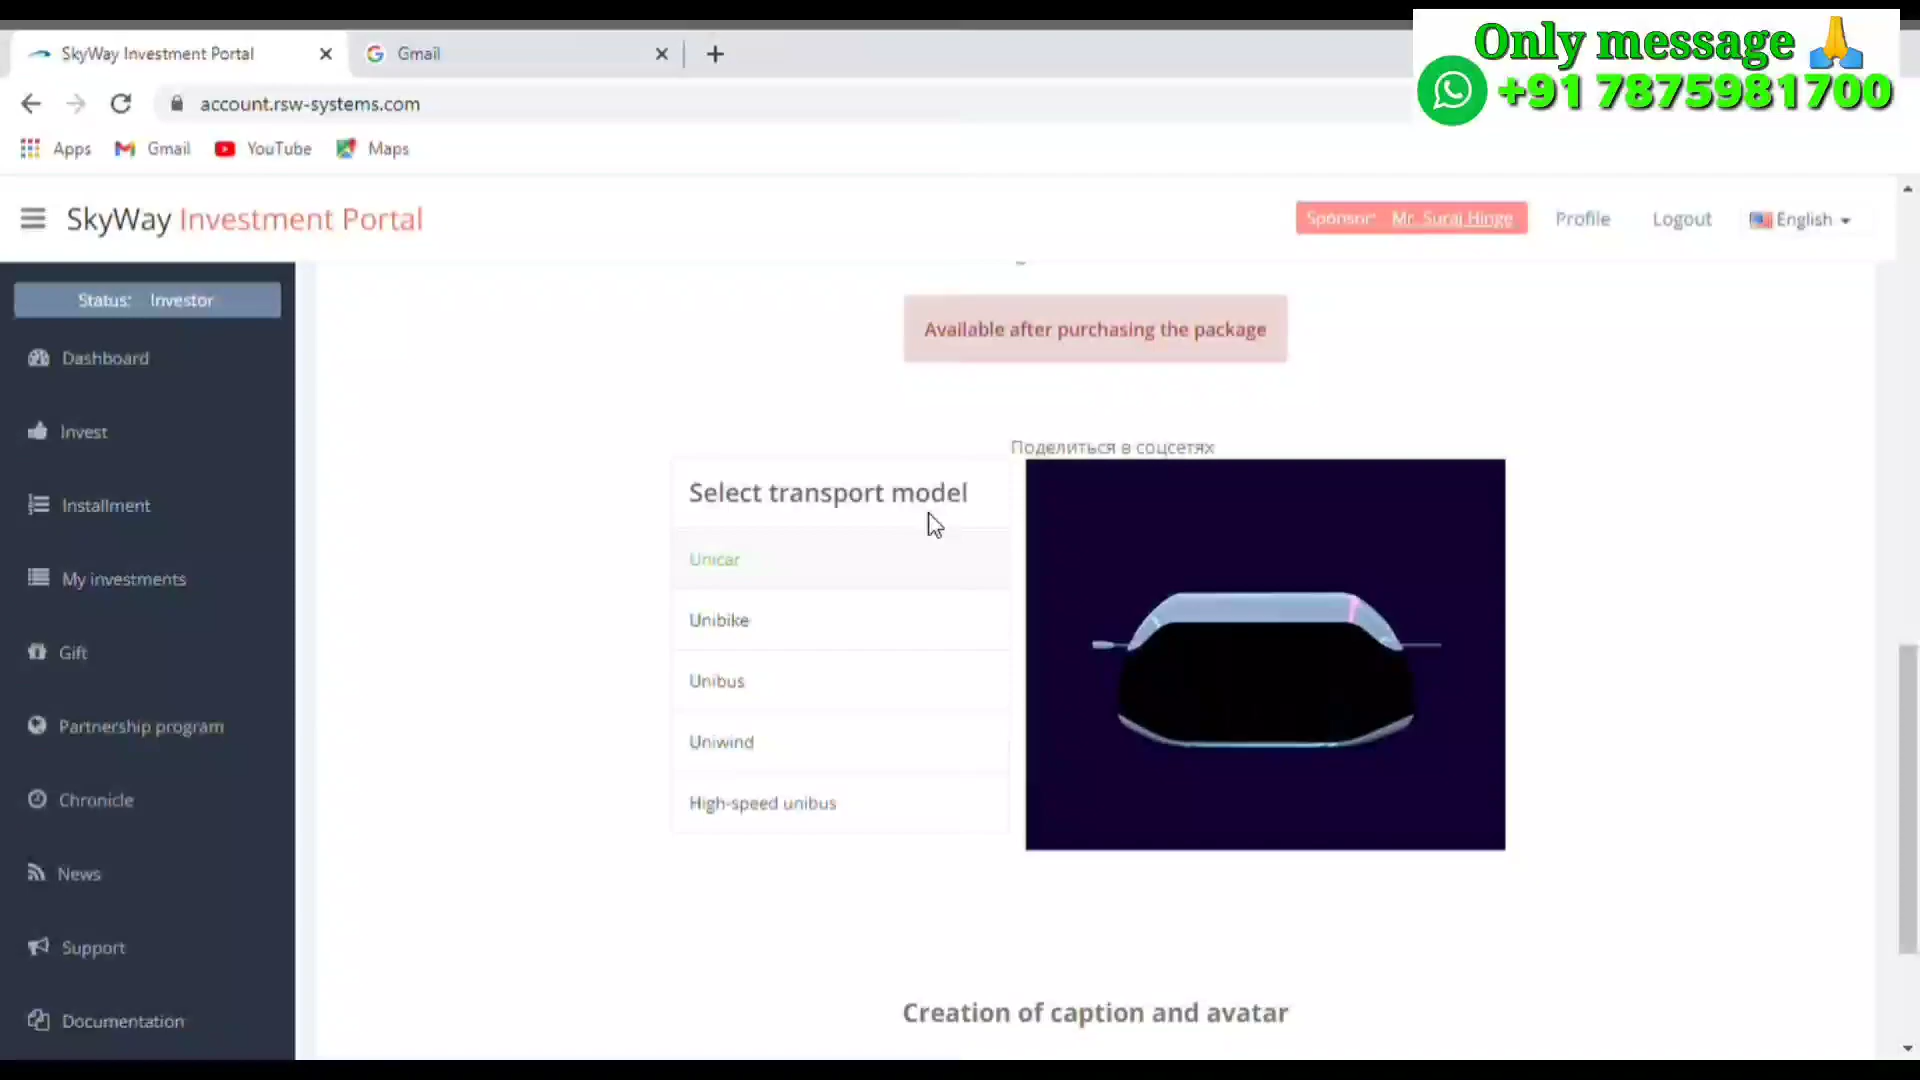 SkyWay Investment Portal
Gmail
Only message 🙏
+91 7875981700
account.rsw-systems.com
Apps
Gmail
YouTube
Maps
SkyWay Investment Portal
Sponsor: Mr. Suraj Hinge
Profile
Logout
English
Status: Investor
Dashboard
Invest
Installment
My investments
Gift
Partnership program
Chronicle
News
Support
Documentation
Available after purchasing the package
Поделиться в соцсетях
Select transport model
Unicar
Unibike
Unibus
Uniwind
High-speed unibus
Creation of caption and avatar